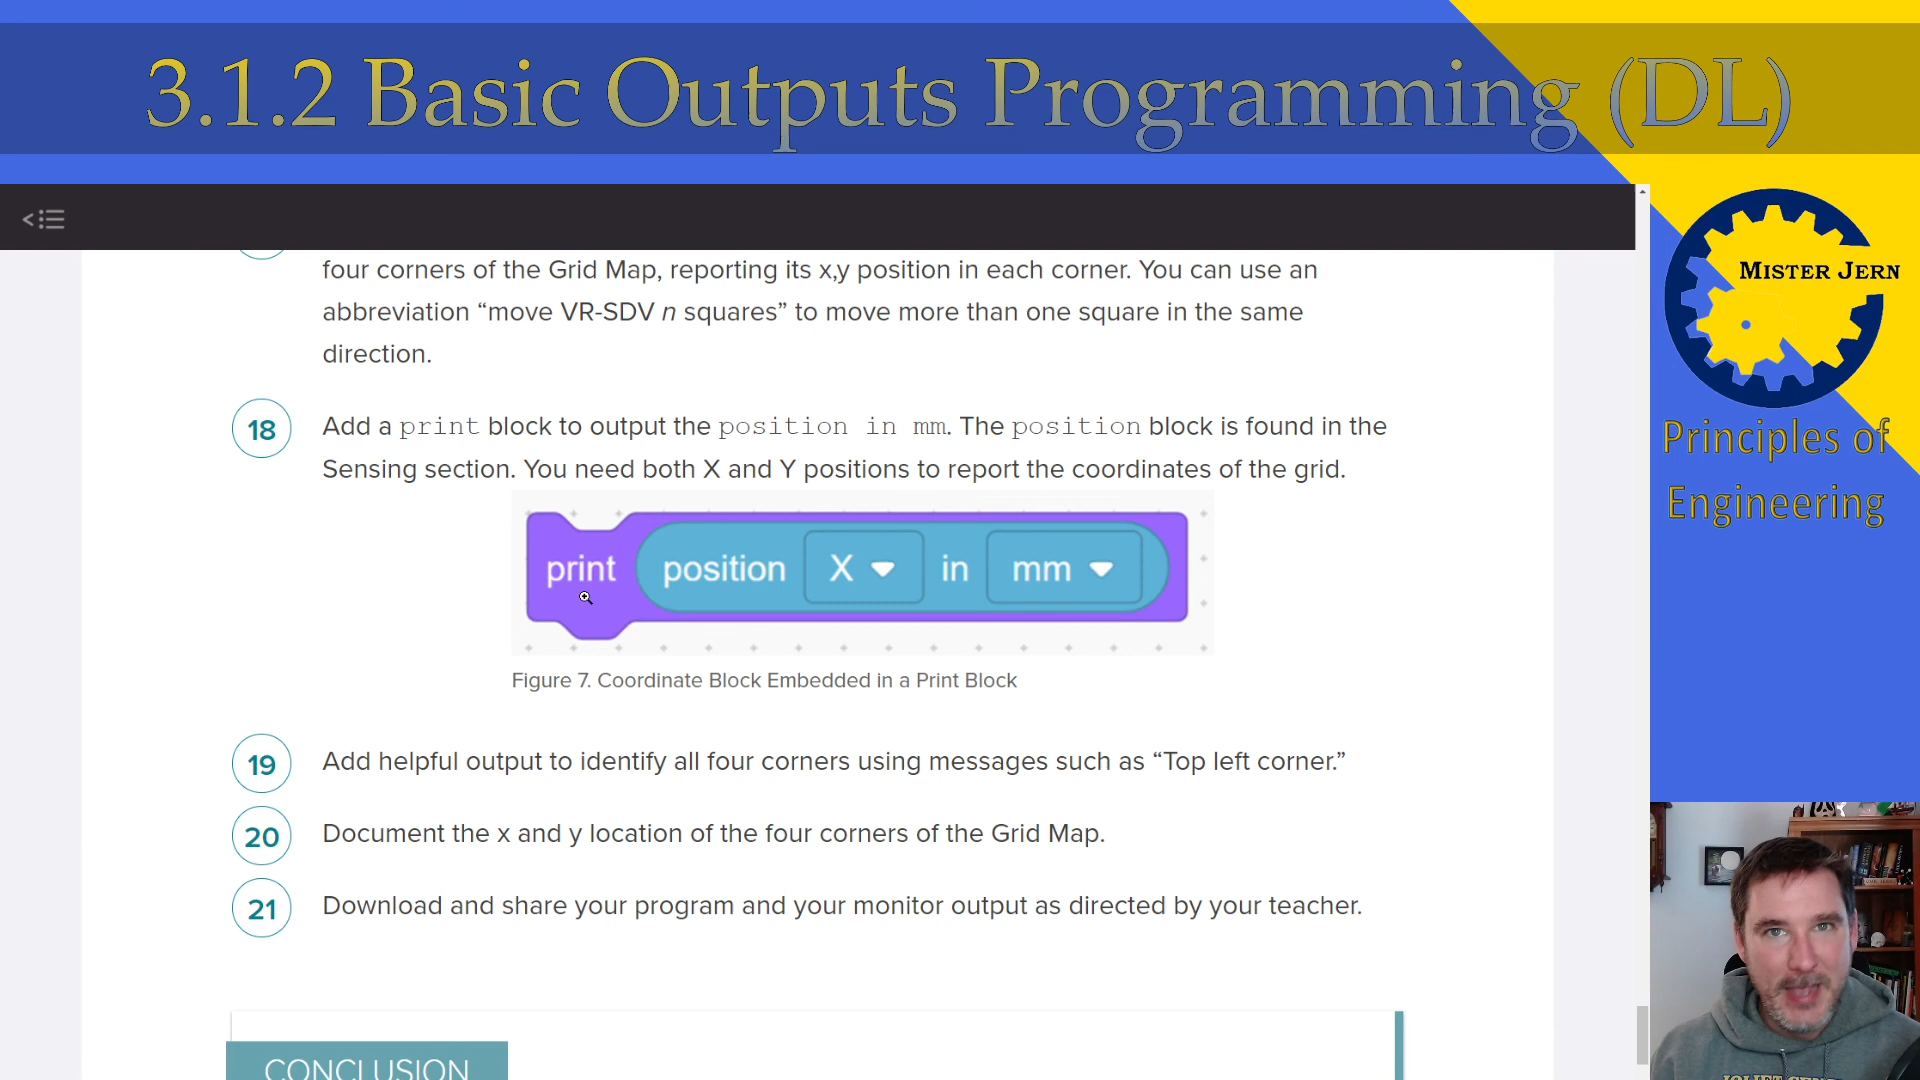 3.1.2 Basic Outputs Programming (DL)
MISTER JERN
Principles of
Engineering
four corners of the Grid Map, reporting its x,y position in each corner. You can use an
abbreviation “move VR-SDV n squares” to move more than one square in the same
direction.
18
Add a print block to output the position in mm. The position block is found in the
Sensing section. You need both X and Y positions to report the coordinates of the grid.
print position X in mm
Figure 7. Coordinate Block Embedded in a Print Block
19
Add helpful output to identify all four corners using messages such as “Top left corner.”
20
Document the x and y location of the four corners of the Grid Map.
21
Download and share your program and your monitor output as directed by your teacher.
CONCLUSION